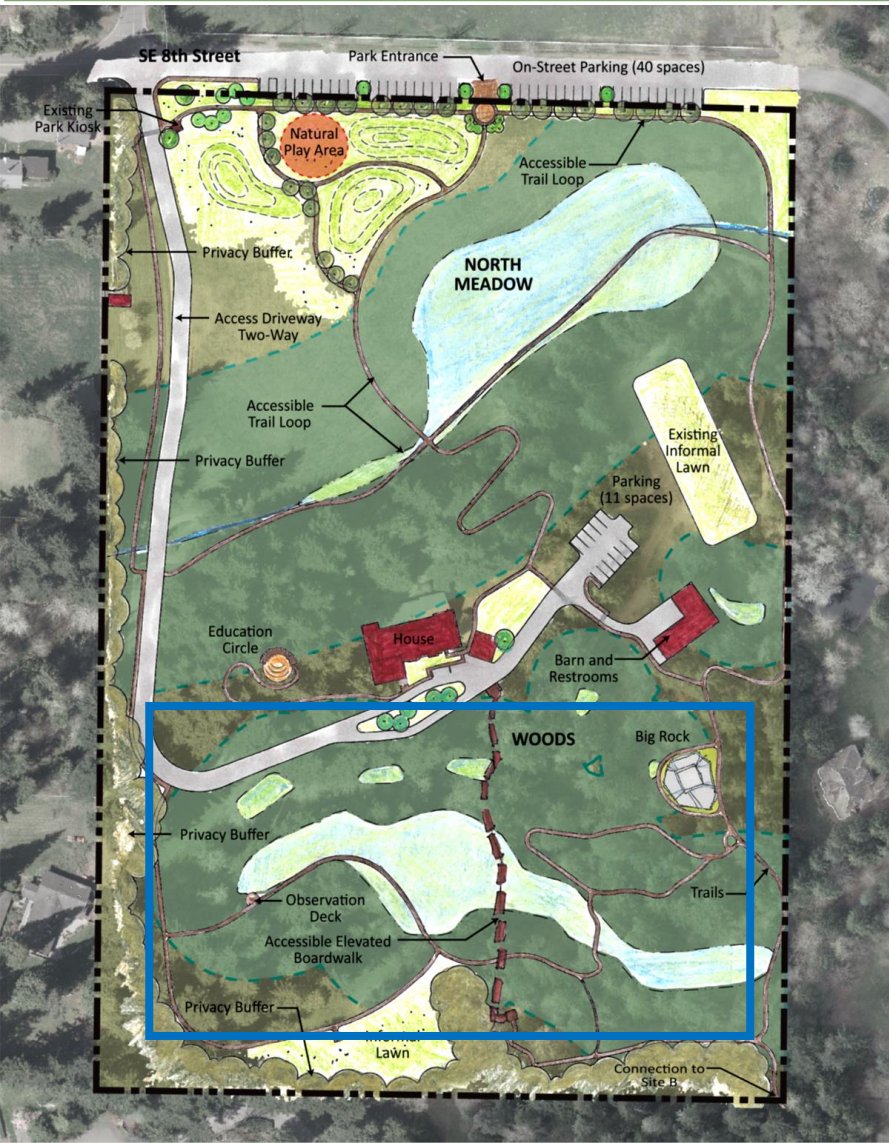 SE 8th Street
Park Entrance
On-Street Parking (40 spaces)
Existing
Park Kiosk
Natural
Play Area
Accessible
Trail Loop
Privacy Buffer
NORTH
MEADOW
Access Driveway
Two-Way
Accessible
Trail Loop
Existing
Informal
Lawn
Privacy Buffer
Parking
(11 spaces)
Education
Circle
House
Barn and
Restrooms
WOODS
Big Rock
Privacy Buffer
Trails
Observation
Deck
Accessible Elevated
Boardwalk
Privacy Buffer
Informal
Lawn
Connection to
Site B